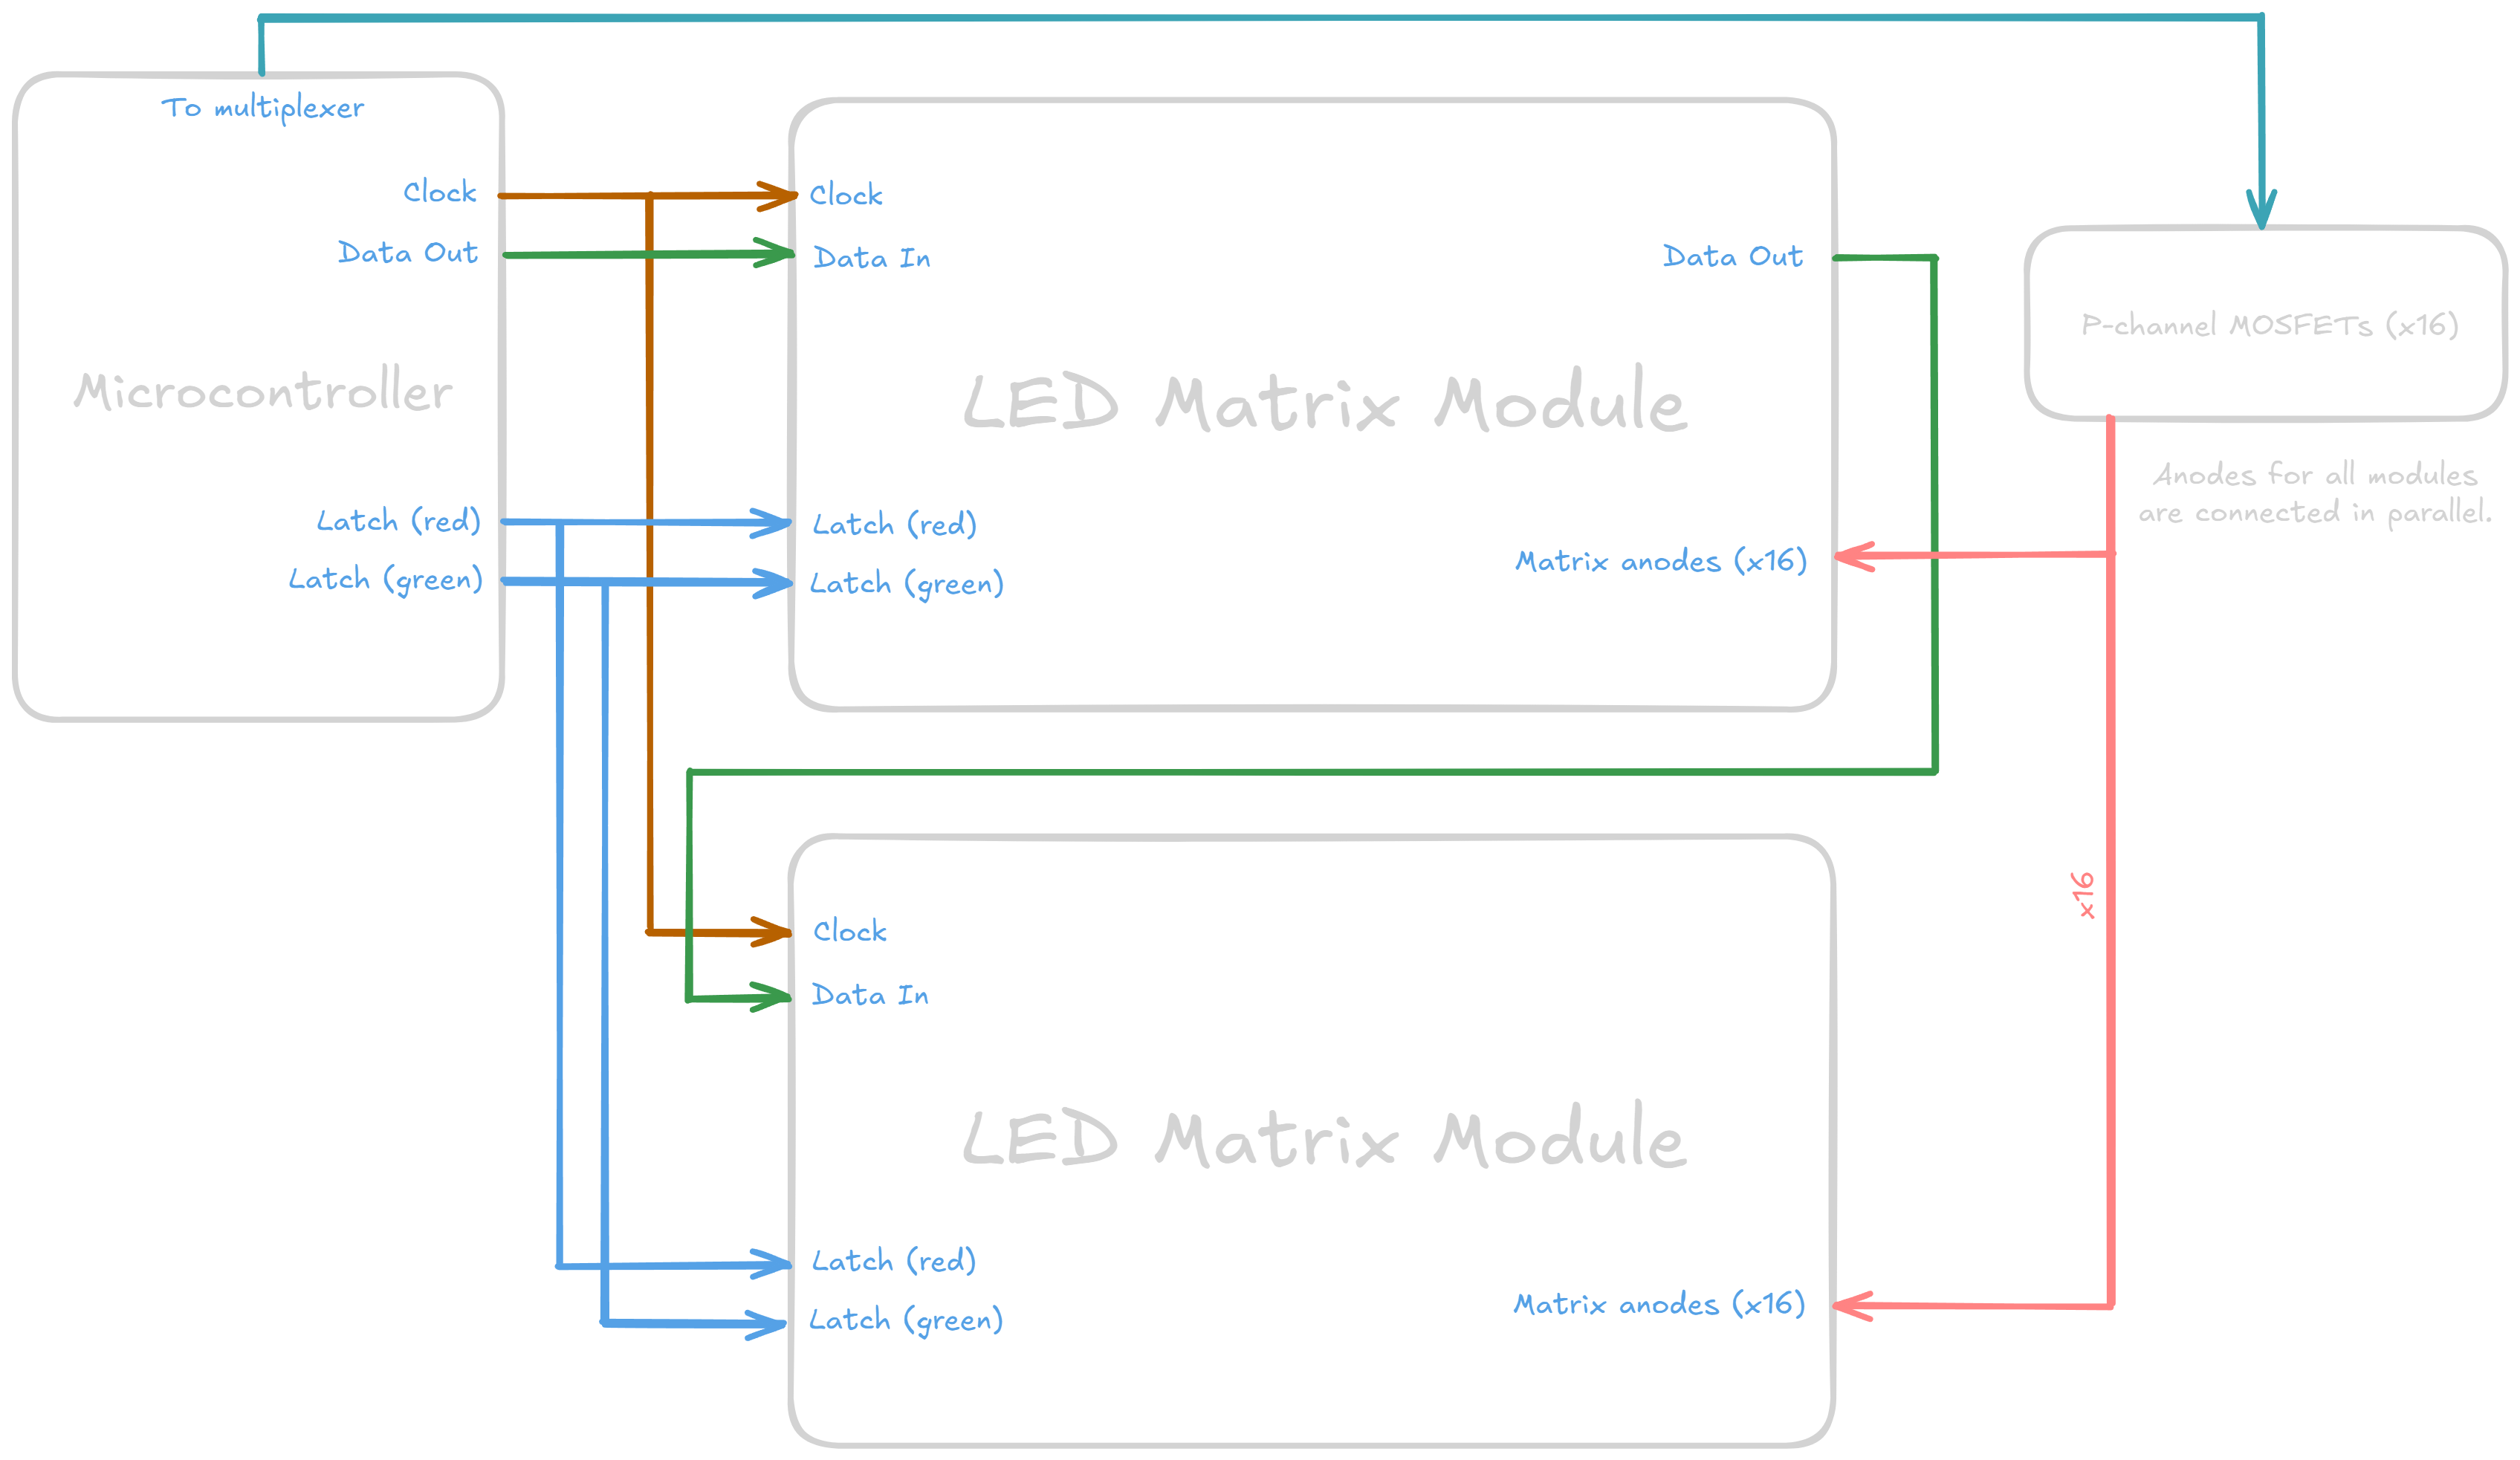 To multiplexer
Clock
Data Out
Microcontroller
Latch (red)
Latch (green)
Clock
Data In
Data Out
LED Matrix Module
Latch (red)
Latch (green)
Matrix anodes (x16)
P-channel MOSFETs (x16)
Anodes for all modules
are connected in parallel.
x16
Clock
Data In
LED Matrix Module
Latch (red)
Latch (green)
Matrix anodes (x16)